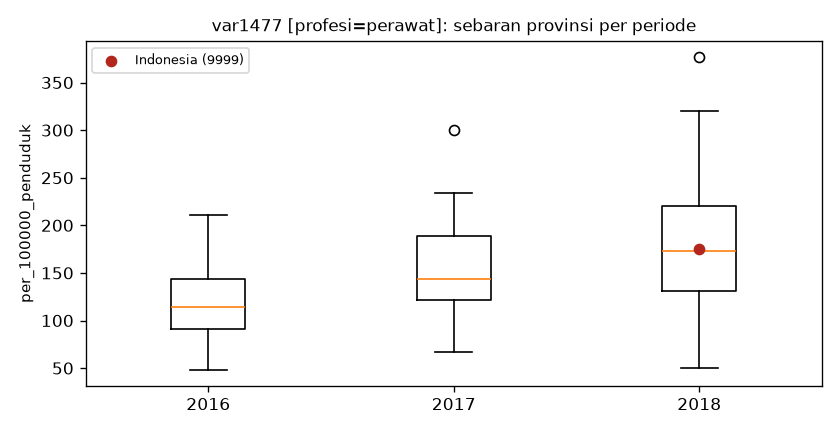 var1477 [profesi=perawat]: sebaran provinsi per periode
Indonesia (9999)
per_100000_penduduk
350
300
250
200
150
100
50
2016 2017 2018